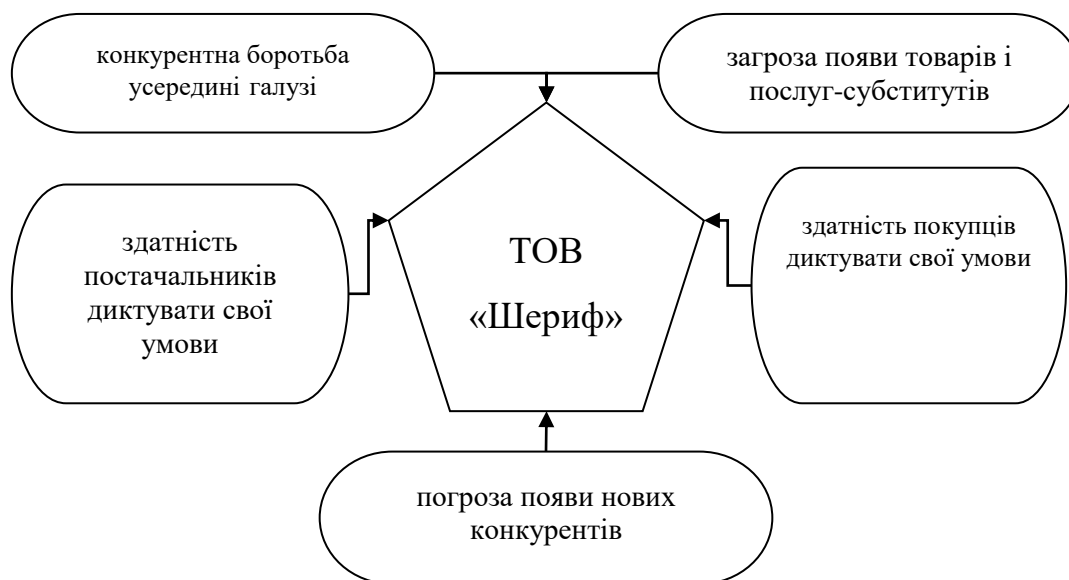 конкурентна боротьба
усередині галузі
загроза появи товарів і
послуг-субститутів
здатність
постачальників
диктувати свої
умови
ТОВ
«Шериф»
здатність покупців
диктувати свої умови
погроза появи нових
конкурентів